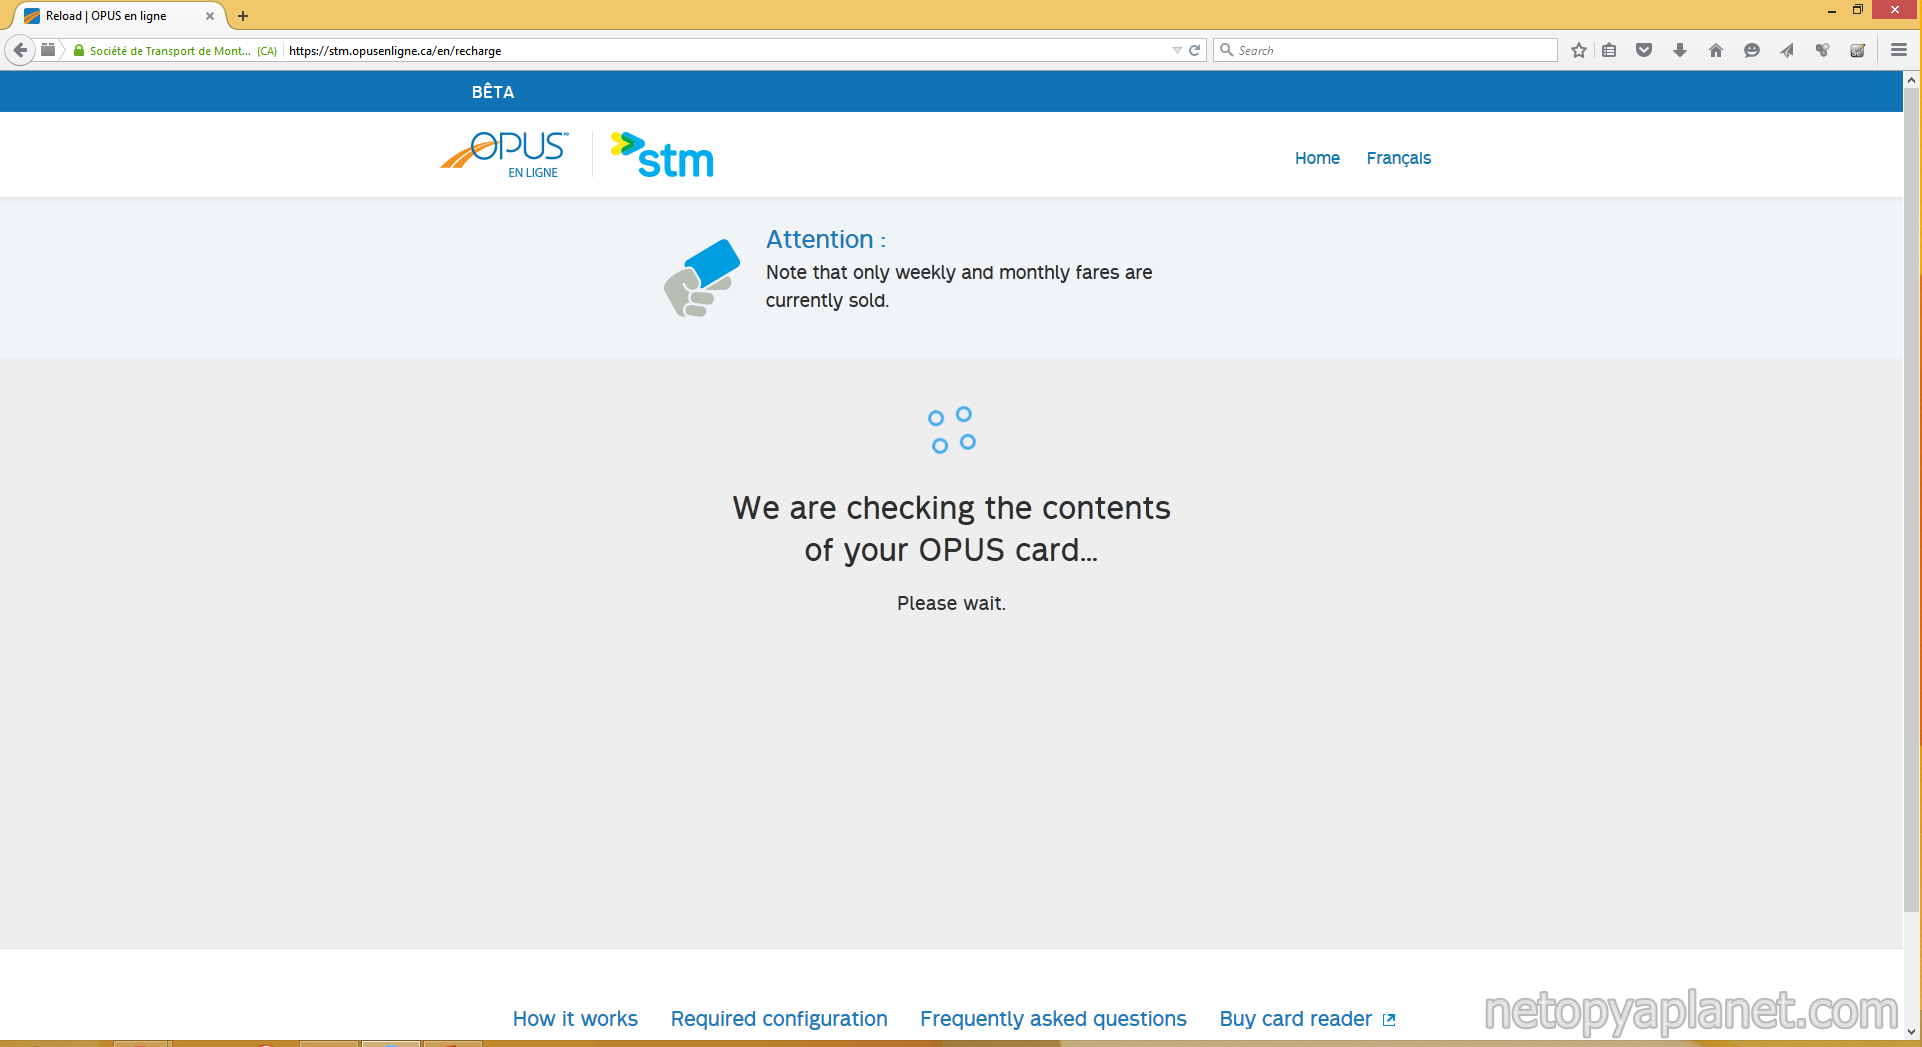 Reload | OPUS en ligne
Société de Transport de Mont... (CA)
https://stm.opusenligne.ca/en/recharge
Search
BÊTA
OPUS
EN LIGNE
stm
Home
Français
Attention :
Note that only weekly and monthly fares are
currently sold.
We are checking the contents
of your OPUS card...
Please wait.
How it works
Required configuration
Frequently asked questions
Buy card reader
netopyaplanet.com